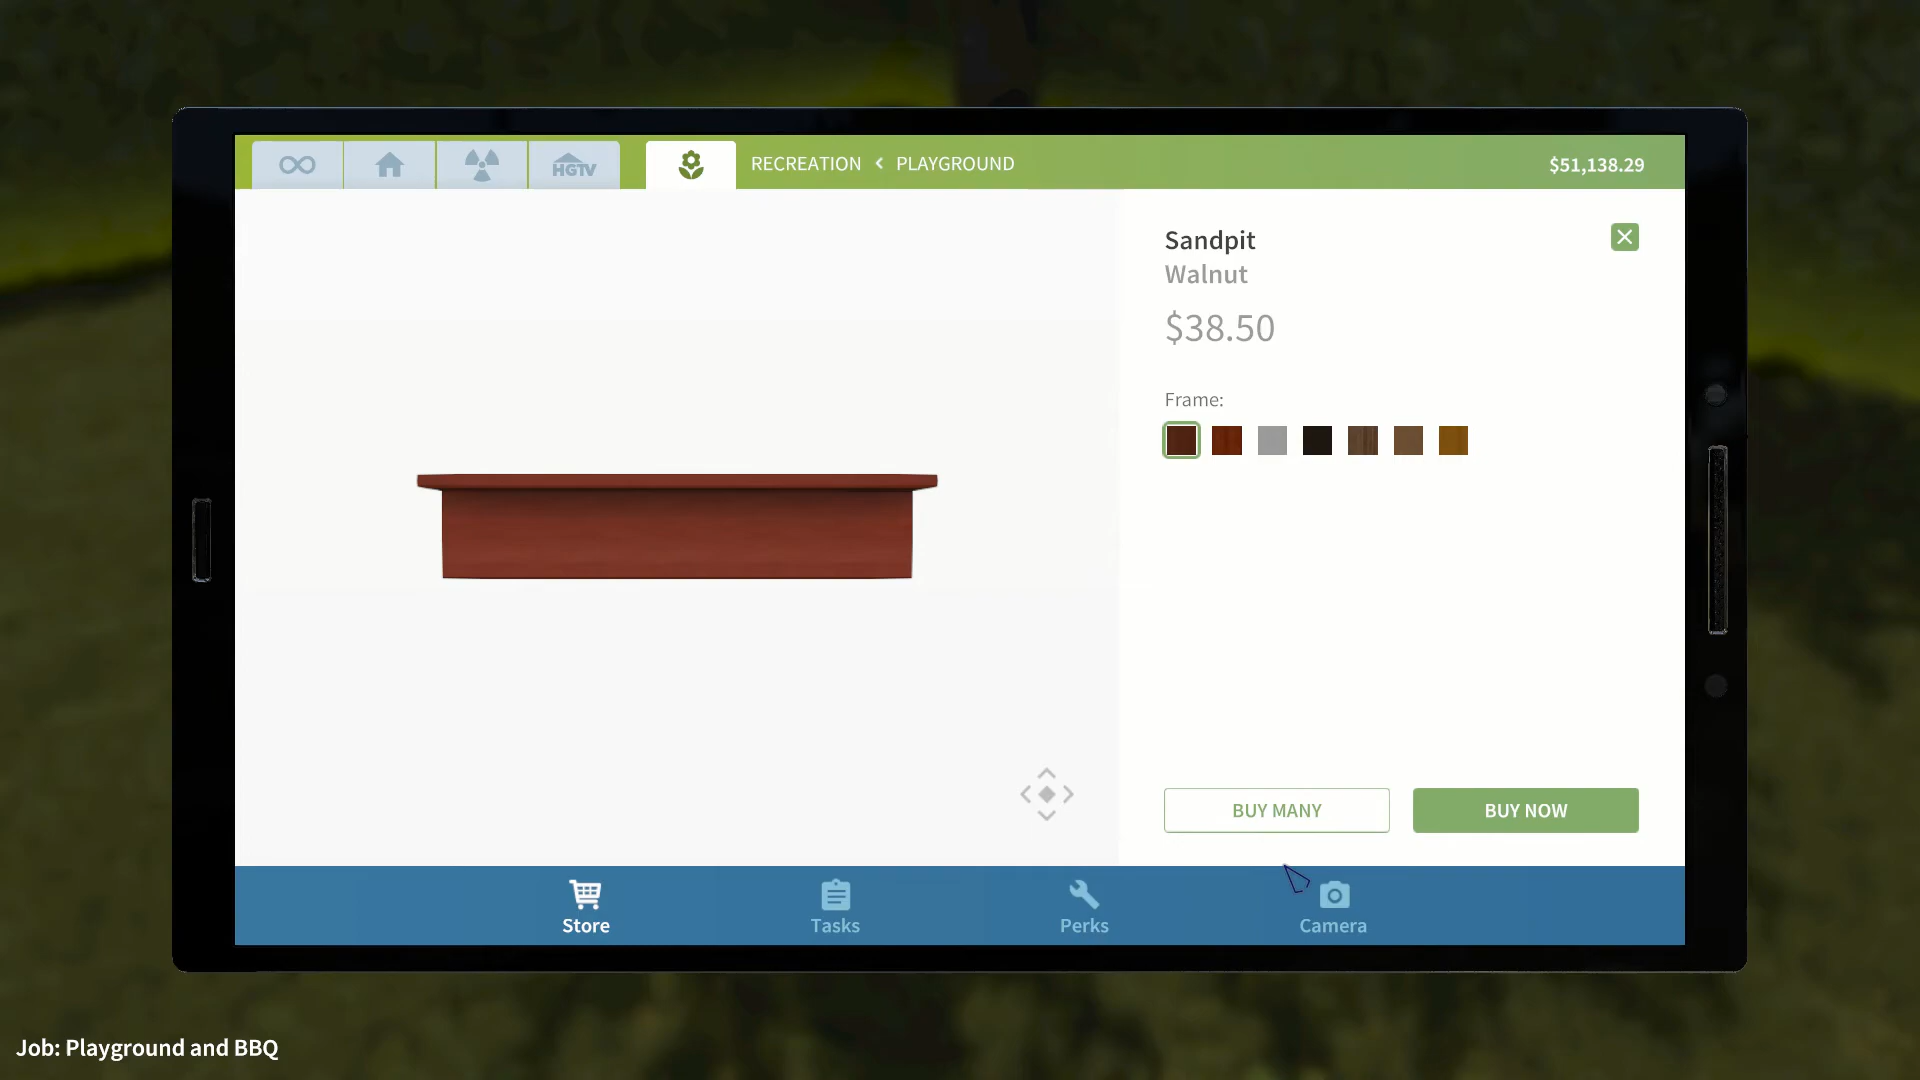 HGTV
RECREATION < PLAYGROUND
$51,138.29
Sandpit
Walnut
$38.50
Frame:
BUY MANY
BUY NOW
Store
Tasks
Perks
Camera
Job: Playground and BBQ